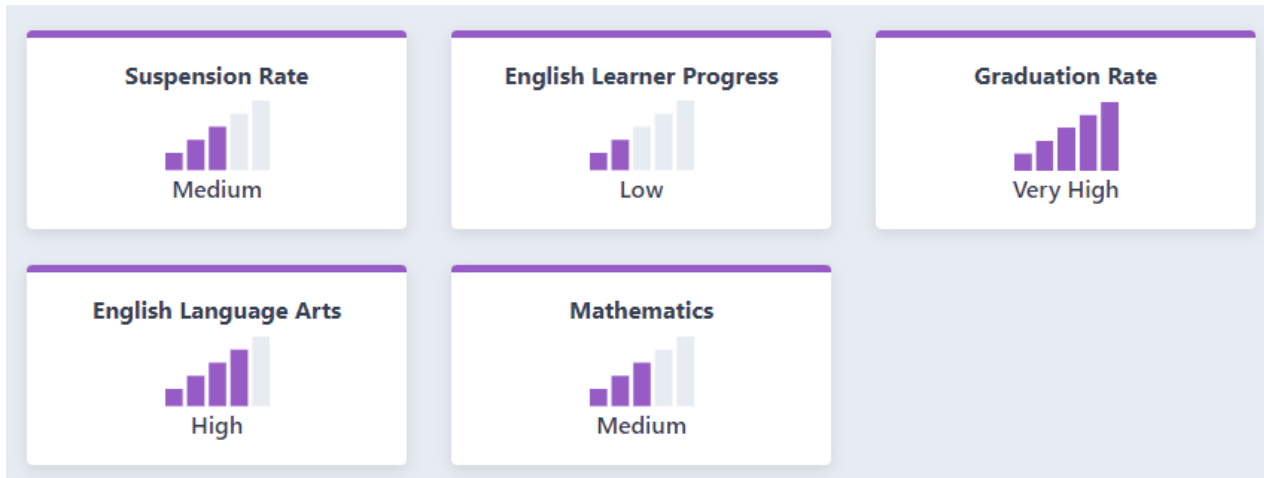 Suspension Rate
Medium
English Learner Progress
Low
Graduation Rate
Very High
English Language Arts
High
Mathematics
Medium